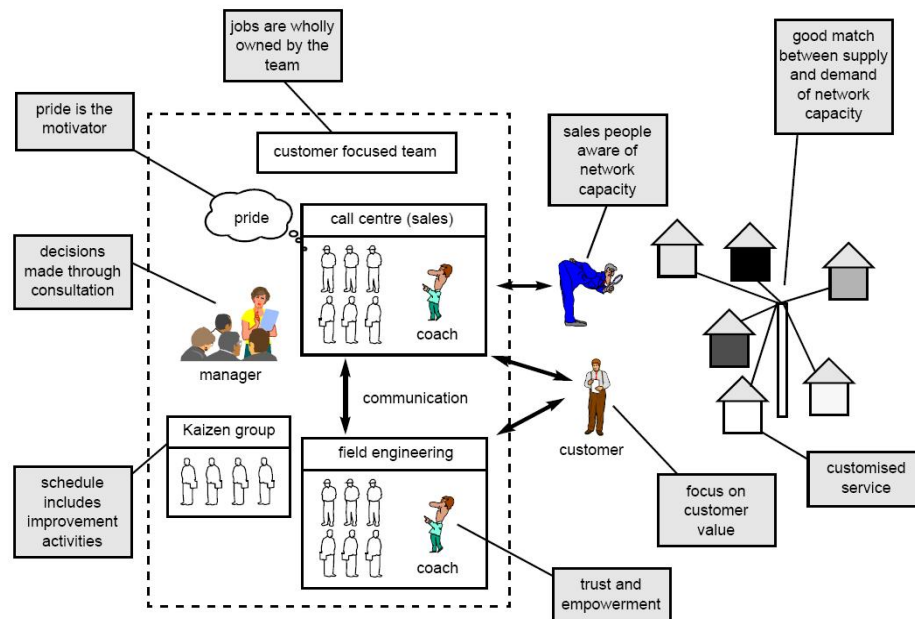 jobs are wholly
owned by the
team
good match
between supply
and demand
of network
capacity
pride is the
motivator
customer focused team
sales people
aware of
network
capacity
pride
call centre (sales)
decisions
made through
consultation
coach
manager
communication
Kaizen group
field engineering
customer
customised
service
schedule
includes
improvement
activities
focus on
customer
value
coach
trust and
empowerment